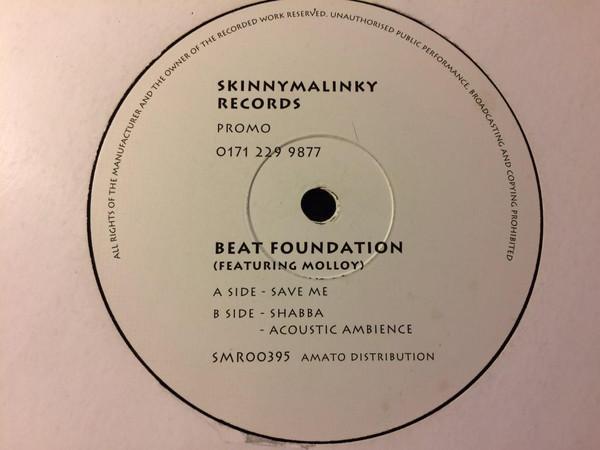 ALL RIGHTS OF THE MANUFACTURER AND THE OWNER OF THE RECORDED WORK RESERVED. UNAUTHORISED PUBLIC PERFORMANCE, BROADCASTING AND COPYING PROHIBITED
SKINNYMALINKY
RECORDS
PROMO
0171 229 9877
BEAT FOUNDATION
(FEATURING MOLLOY)
A SIDE - SAVE ME
B SIDE - SHABBA
- ACOUSTIC AMBIENCE
SMR00395 AMATO DISTRIBUTION